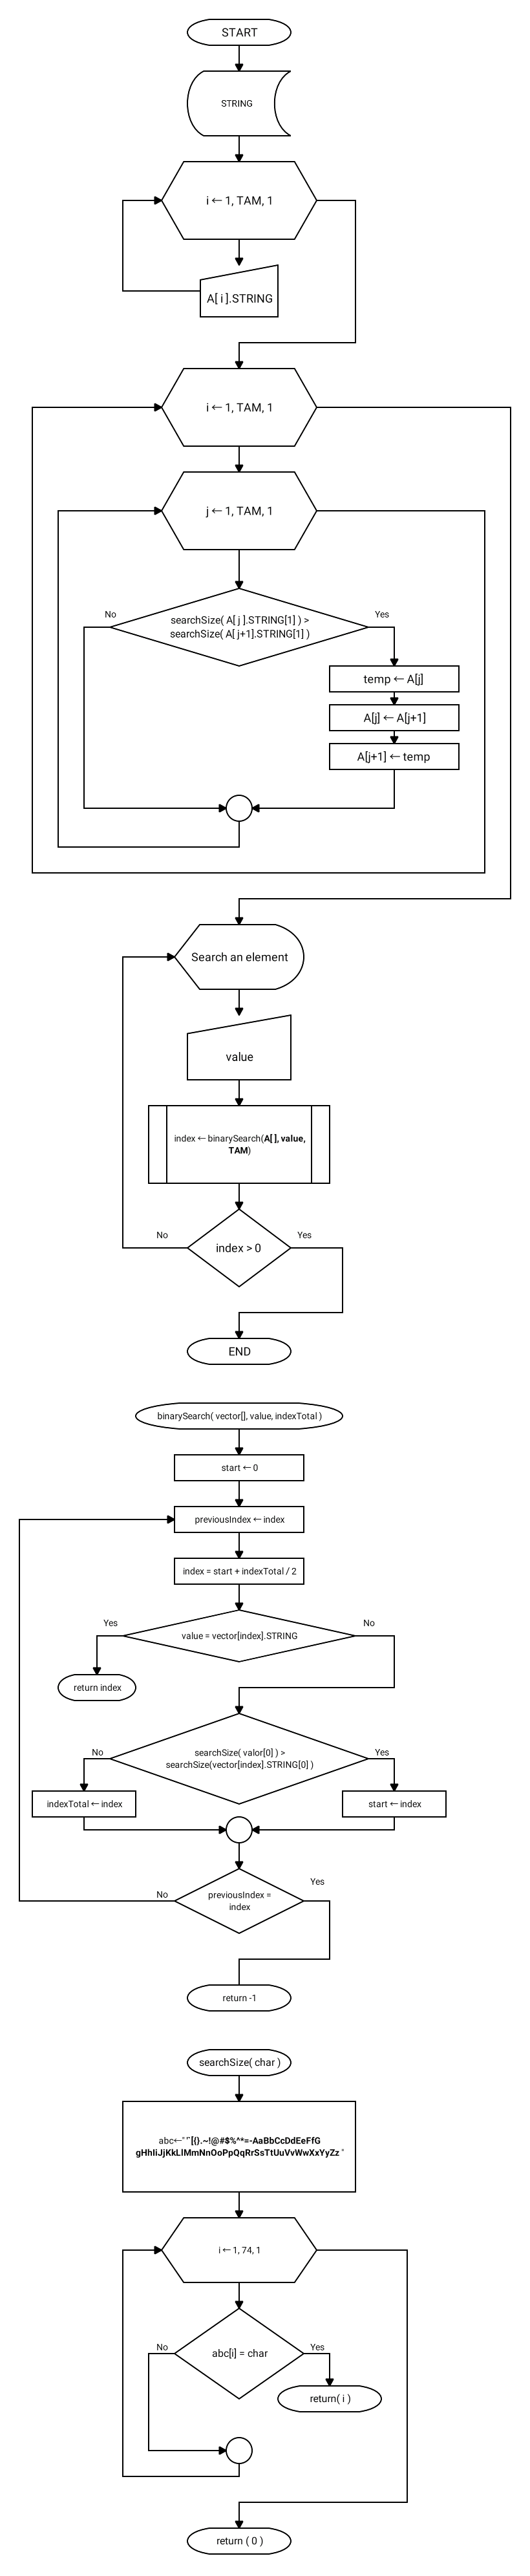 START
STRING
i ← 1, TAM, 1
A[ i ].STRING
i ← 1, TAM, 1
j ← 1, TAM, 1
No
Yes
searchSize( A[ j ].STRING[1] ) >
searchSize( A[ j+1].STRING[1] )
temp ← A[j]
A[j] ← A[j+1]
A[j+1] ← temp
Search an element
value
index ← binarySearch(A[ ], value,
TAM)
No
Yes
index > 0
END
binarySearch( vector[], value, indexTotal )
start ← 0
previousIndex ← index
index = start + indexTotal / 2
Yes
No
value = vector[index].STRING
return index
No
Yes
searchSize( valor[0] ) >
searchSize(vector[index].STRING[0] )
indexTotal ← index
start ← index
No
Yes
previousIndex =
index
return -1
searchSize( char )
abc←"'¨[{}.~!@#$%^*=-AaBbCcDdEeFfG
gHhIiJjKkLlMmNnOoPpQqRrSsTtUuVvWwXxYyZz "
i ← 1, 74, 1
No
Yes
abc[i] = char
return( i )
return ( 0 )